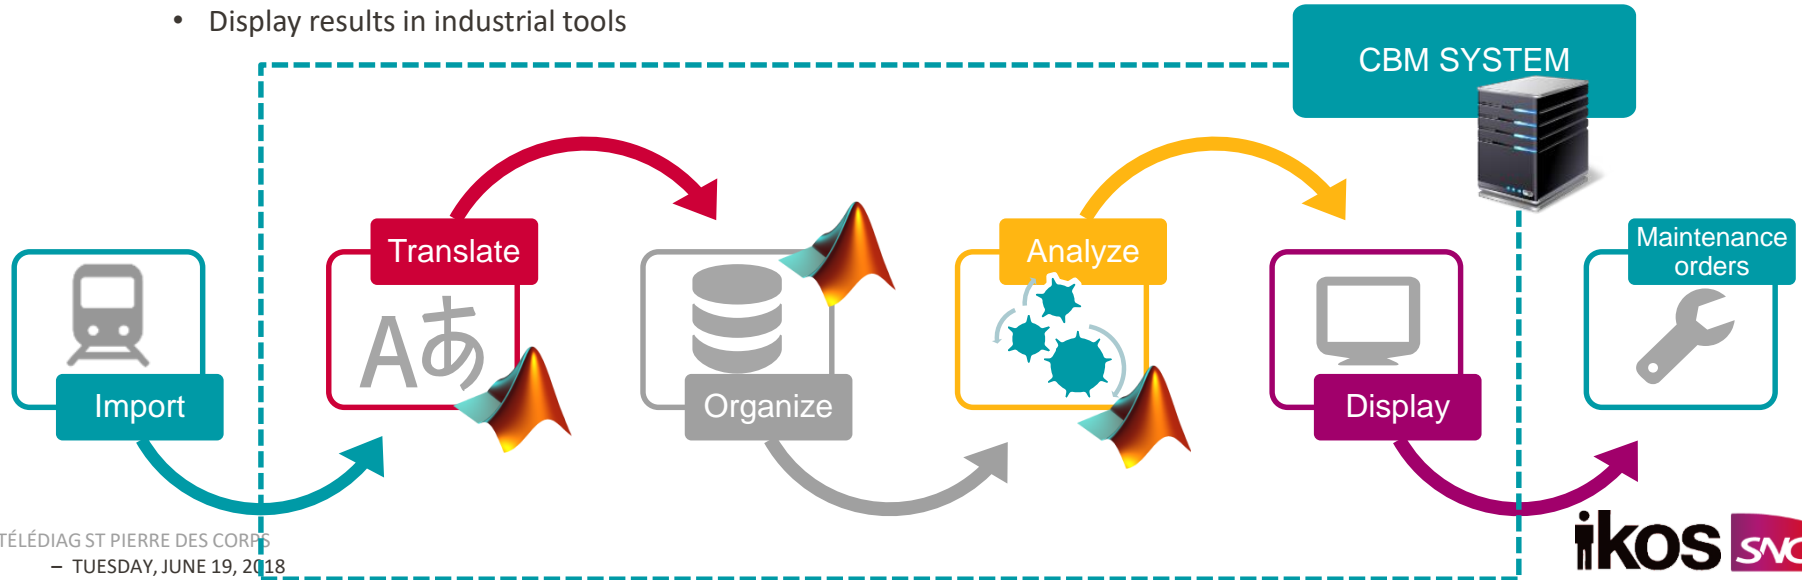 • Display results in industrial tools
CBM SYSTEM
Translate
Analyze
Maintenance
orders
Aあ
Import
Organize
Display
TÉLÉDIAG ST PIERRE DES CORPS
– TUESDAY, JUNE 19, 2018
ikos